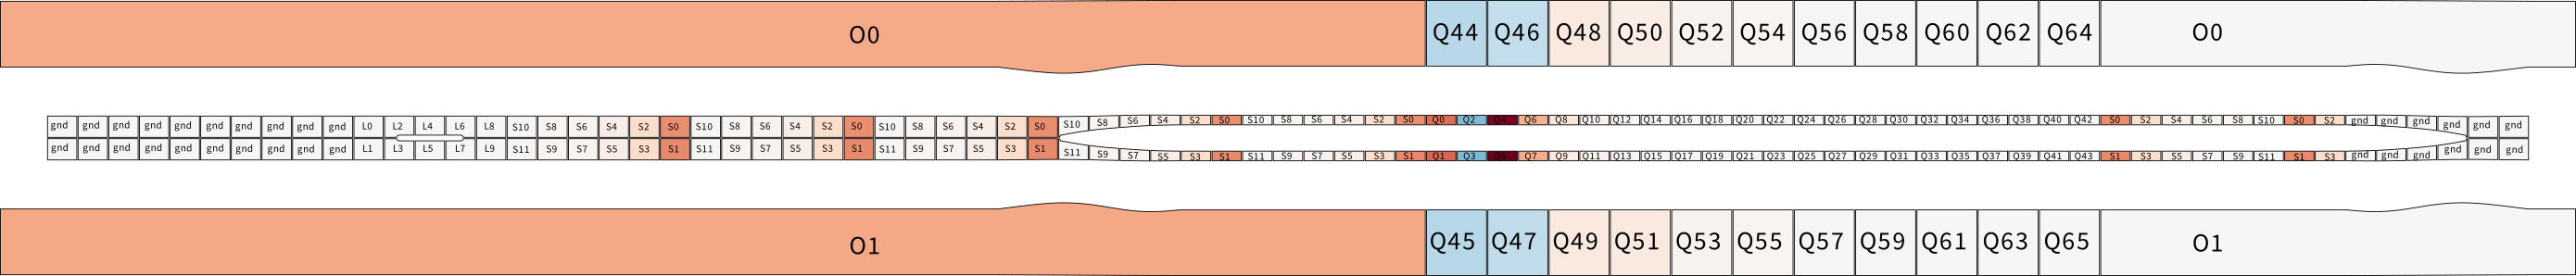 O0 Q44 Q46 Q48 Q50 Q52 Q54 Q56 Q58 Q60 Q62 Q64 O0
gnd gnd gnd gnd gnd gnd gnd gnd gnd gnd L0 L2 L4 L6 L8 S10 S8 S6 S4 S2 S0 S10 S8 S6 S4 S2 S0 S10 S8 S6 S4 S2 S0 S10 S8 S6 S4 S2 S0 S10 S8 S6 S4 S2 S0 Q0 Q2 Q4 Q6 Q8 Q10 Q12 Q14 Q16 Q18 Q20 Q22 Q24 Q26 Q28 Q30 Q32 Q34 Q36 Q38 Q40 Q42 S0 S2 S4 S6 S8 S10 S0 S2 gnd gnd gnd gnd gnd gnd
gnd gnd gnd gnd gnd gnd gnd gnd gnd gnd L1 L3 L5 L7 L9 S11 S9 S7 S5 S3 S1 S11 S9 S7 S5 S3 S1 S11 S9 S7 S5 S3 S1 S11 S9 S7 S5 S3 S1 S11 S9 S7 S5 S3 S1 Q1 Q3 Q5 Q7 Q9 Q11 Q13 Q15 Q17 Q19 Q21 Q23 Q25 Q27 Q29 Q31 Q33 Q35 Q37 Q39 Q41 Q43 S1 S3 S5 S7 S9 S11 S1 S3 gnd gnd gnd gnd gnd gnd
O1 Q45 Q47 Q49 Q51 Q53 Q55 Q57 Q59 Q61 Q63 Q65 O1